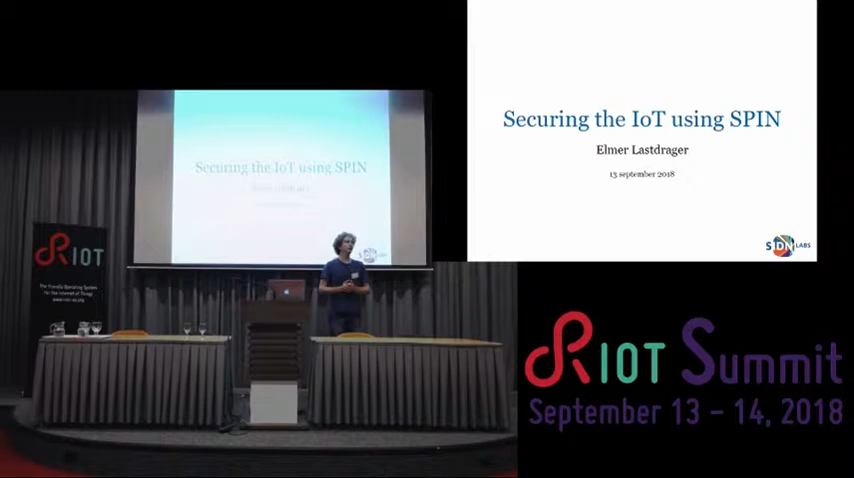 Securing the IoT using SPIN
Elmer Lastdrager
13 september 2018
SIDN LABS
Securing the IoT using SPIN
RIOT
The friendly Operating System
for the Internet of Things
RIOT Summit
September 13 - 14, 2018